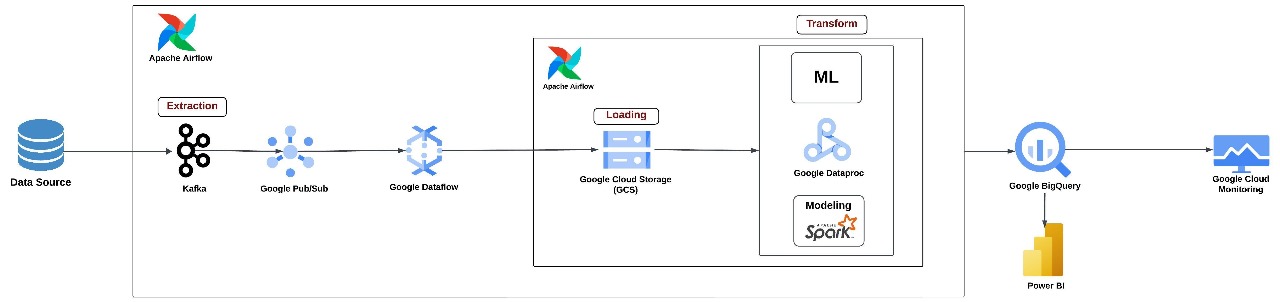 Transform
Apache Airflow
Apache Airflow
ML
Extraction
Loading
Data Source
Kafka
Google Pub/Sub
Google Dataflow
Google Cloud Storage
(GCS)
Google Dataproc
Modeling
APACHE
Spark
Google BigQuery
Google Cloud
Monitoring
Power BI